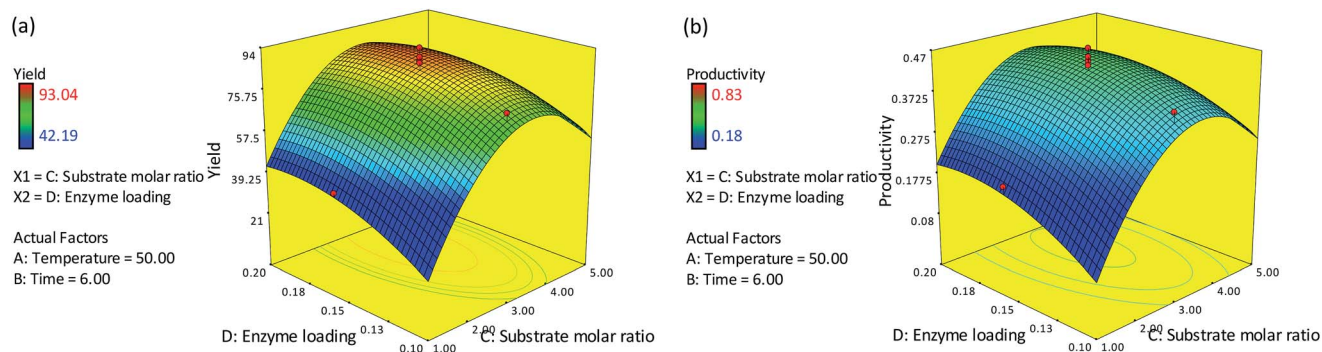 (a)
Yield
93.04
42.19
X1 = C: Substrate molar ratio
X2 = D: Enzyme loading
Actual Factors
A: Temperature = 50.00
B: Time = 6.00
Yield
94
75.75
57.5
39.25
21
0.20
0.18
0.15
0.13
0.10
D: Enzyme loading
1.00
2.00
3.00
4.00
5.00
C: Substrate molar ratio
(b)
Productivity
0.83
0.18
X1 = C: Substrate molar ratio
X2 = D: Enzyme loading
Actual Factors
A: Temperature = 50.00
B: Time = 6.00
Productivity
0.47
0.3725
0.275
0.1775
0.08
0.20
0.18
0.15
0.13
0.10
D: Enzyme loading
1.00
2.00
3.00
4.00
5.00
C: Substrate molar ratio